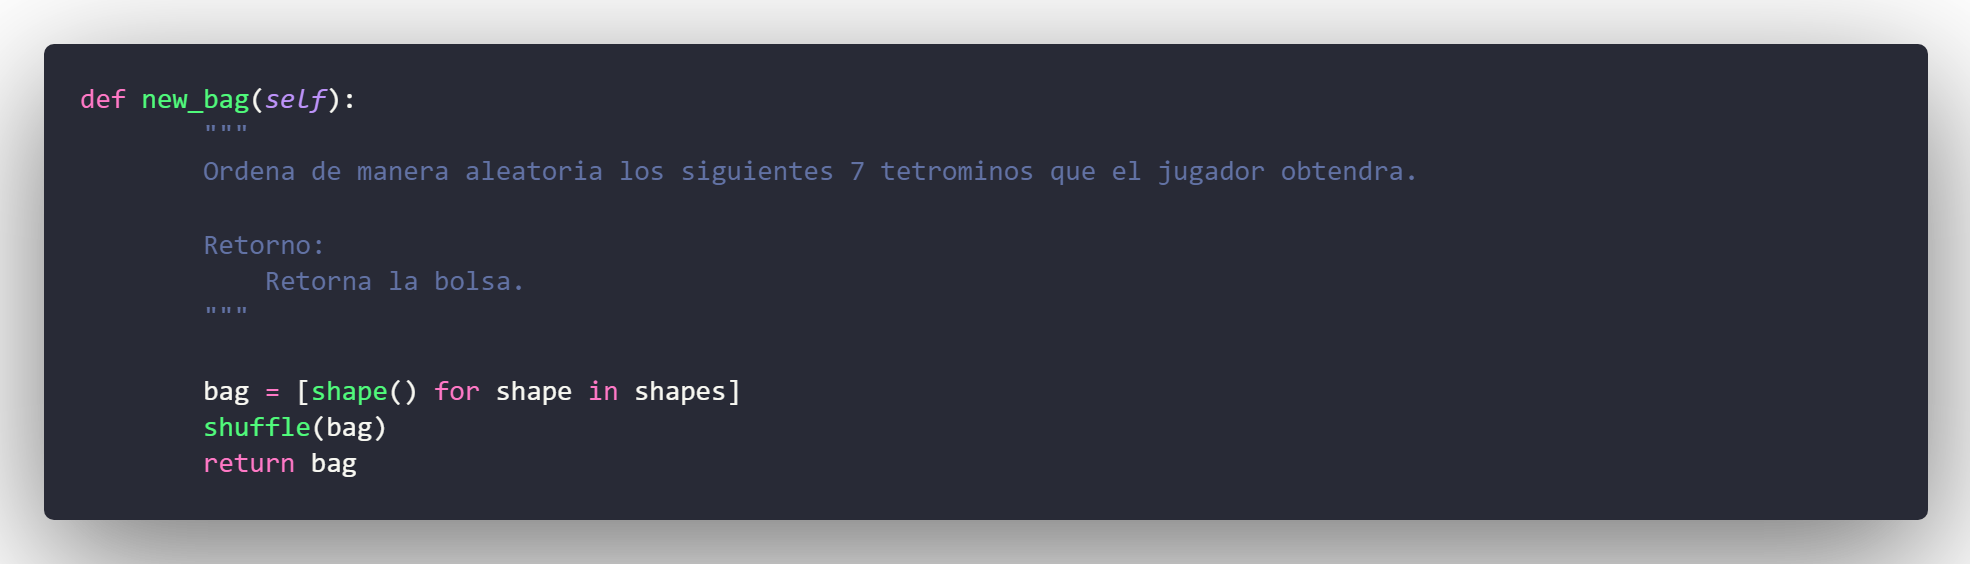 def new_bag(self):
        """
        Ordena de manera aleatoria los siguientes 7 tetrominos que el jugador obtendra.

        Retorno:
            Retorna la bolsa.
        """

        bag = [shape() for shape in shapes]
        shuffle(bag)
        return bag